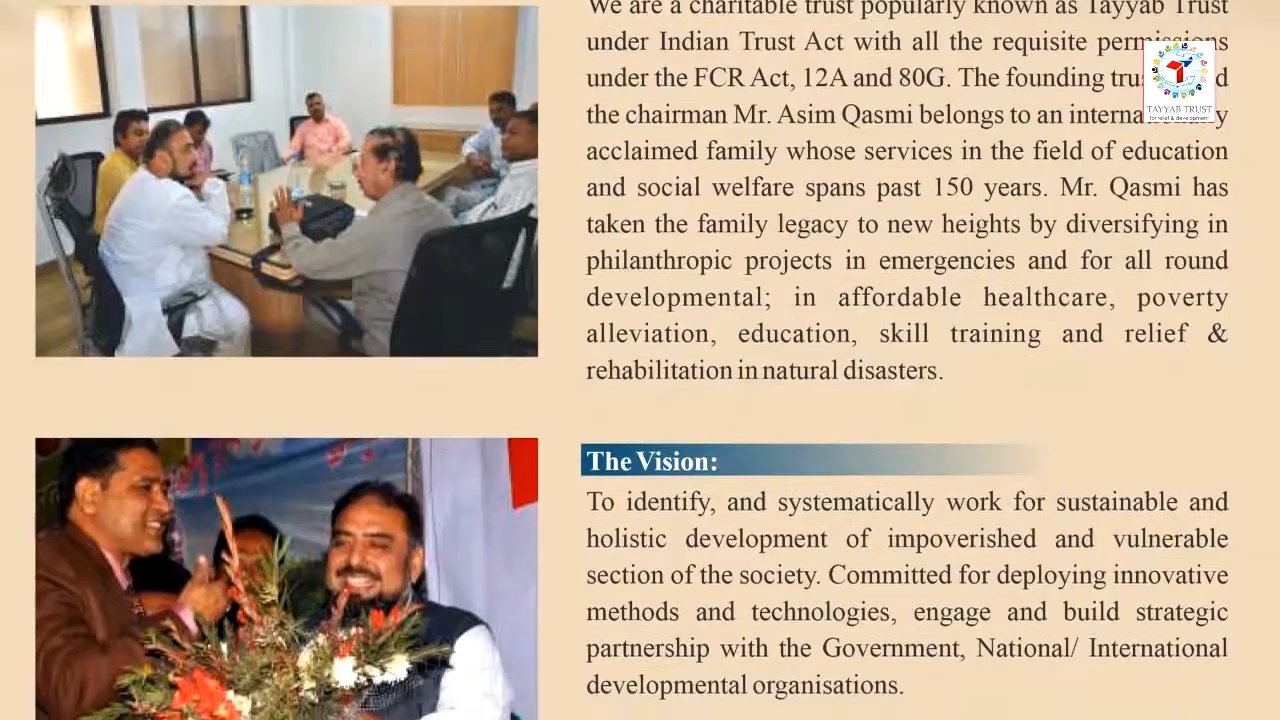 We are a charitable trust popularly known as Tayyab Trust
under Indian Trust Act with all the requisite permissions
under the FCR Act, 12A and 80G. The founding
the chairman Mr. Asim Qasmi belongs to an internationally
acclaimed family whose services in the field of education
and social welfare spans past 150 years. Mr. Qasmi has
taken the family legacy to new heights by diversifying in
philanthropic projects in emergencies and for all round
developmental; in affordable healthcare, poverty
alleviation, education, skill training and relief &
rehabilitation in natural disasters.
TAYYAB TRUST
for relief & development
The Vision:
To identify, and systematically work for sustainable and
holistic development of impoverished and vulnerable
section of the society. Committed for deploying innovative
methods and technologies, engage and build strategic
partnership with the Government, National/ International
developmental organisations.